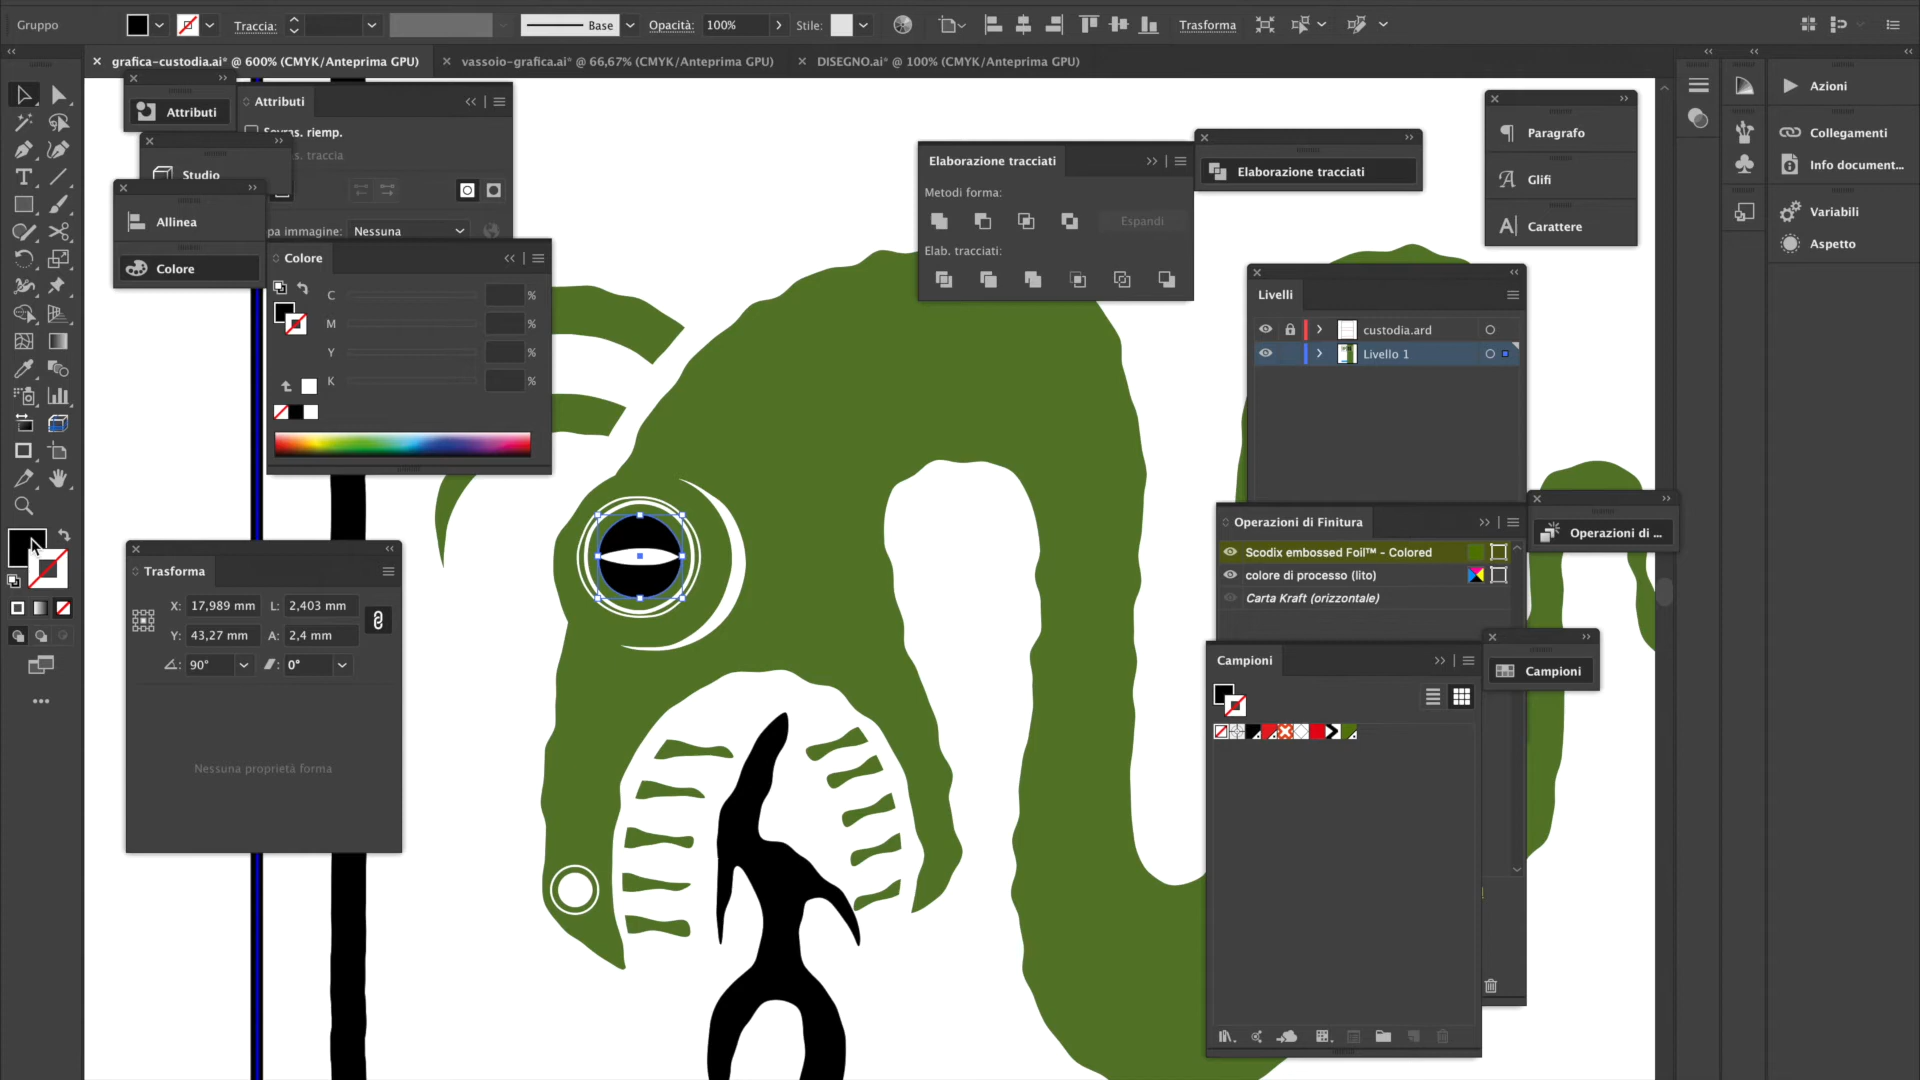 Gruppo
Traccia:
Base
Opacità:
100%
Stile:
Trasforma
grafica-custodia.ai* @ 600% (CMYK/Anteprima GPU)
vassoio-grafica.ai* @ 66,67% (CMYK/Anteprima GPU)
DISEGNO.ai* @ 100% (CMYK/Anteprima GPU)
Attributi
Attributi
Sovras. riemp.
s. traccia
Studio
Allinea
pa immagine:
Nessuna
Colore
Colore
C %
M %
Y %
K %
Trasforma
X: 17,989 mm L: 2,403 mm
Y: 43,27 mm A: 2,4 mm
90° 0°
Nessuna proprietà forma
Elaborazione tracciati
Metodi forma:
Espandi
Elab. tracciati:
Elaborazione tracciati
Paragrafo
Glifi
Carattere
Livelli
custodia.ard
Livello 1
Operazioni di Finitura
Scodix embossed Foil™ - Colored
colore di processo (lito)
Carta Kraft (orizzontale)
Operazioni di ...
Campioni
Campioni
Azioni
Collegamenti
Info document...
Variabili
Aspetto